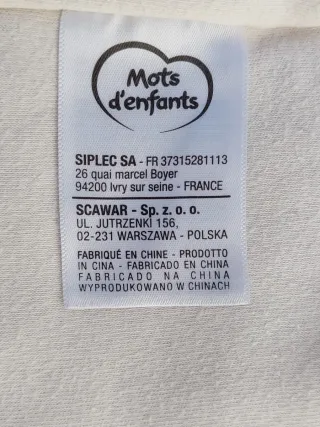 Mots
d'enfants
SIPLEC SA - FR 37315281113
26 quai marcel Boyer
94200 Ivry sur seine - FRANCE
SCAWAR - Sp. z. o. o.
UL. JUTRZENKI 156,
02-231 WARSZAWA - POLSKA
FABRIQUÉ EN CHINE - PRODOTTO
IN CINA - FABRICADO EN CHINA
FABRICADO NA CHINA
WYPRODUKOWANO W CHINACH